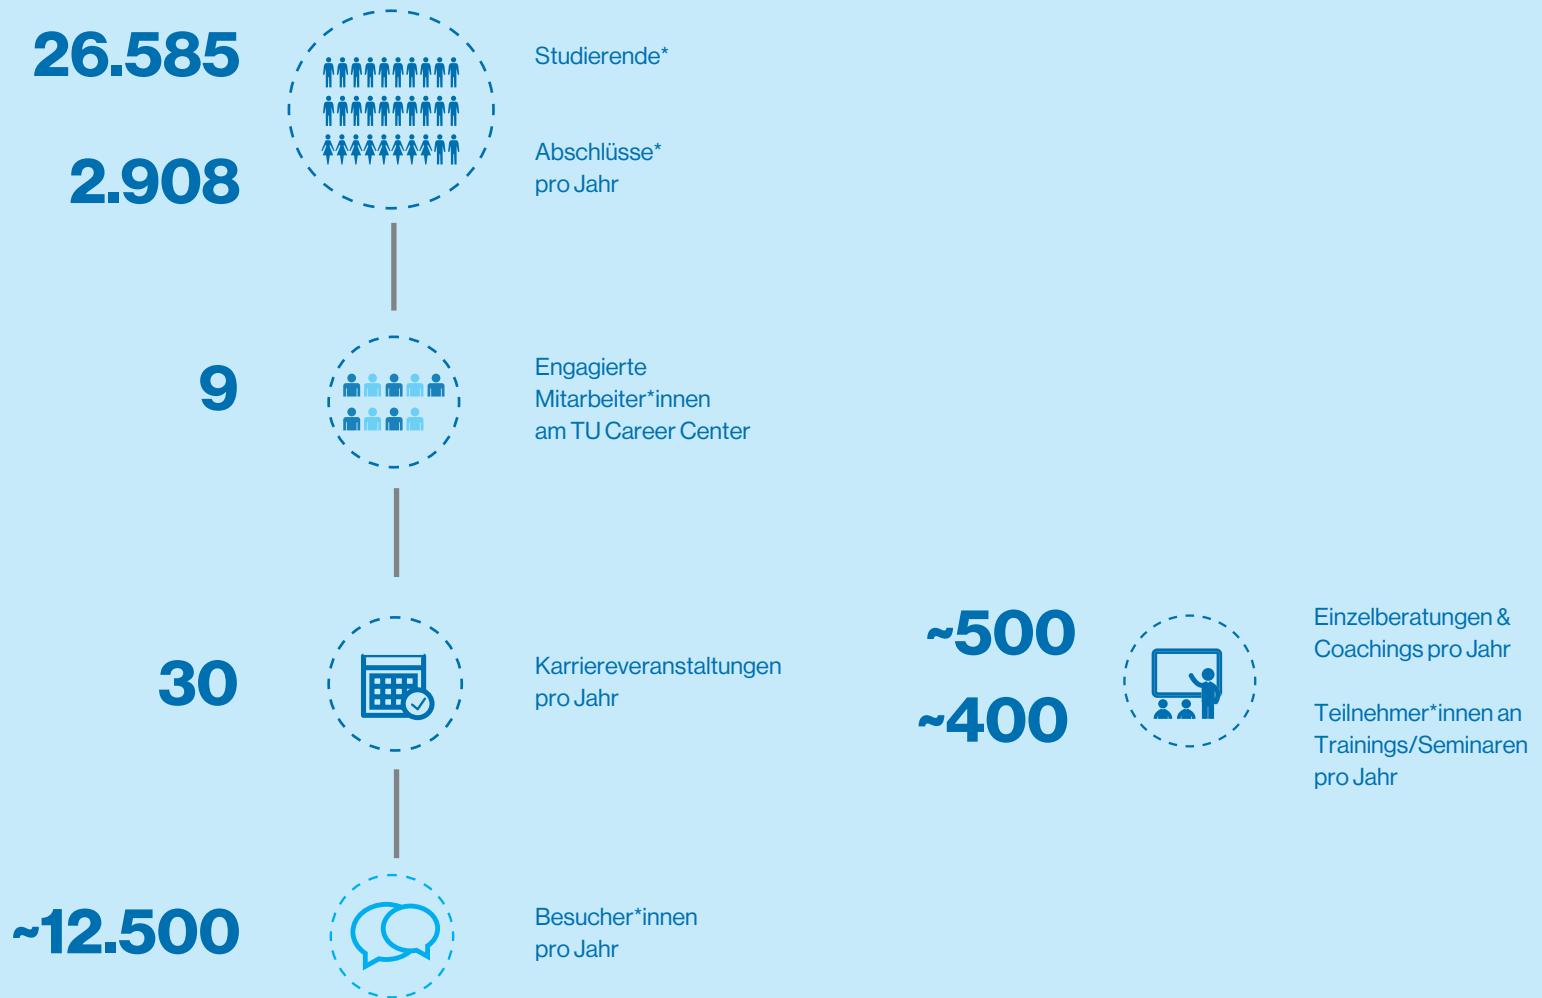 26.585
Studierende*
2.908
Abschlüsse*
pro Jahr
9
Engagierte
Mitarbeiter*innen
am TU Career Center
30
Karriereveranstaltungen
pro Jahr
~12.500
Besucher*innen
pro Jahr
~500
Einzelberatungen &
Coachings pro Jahr
~400
Teilnehmer*innen an
Trainings/Seminaren
pro Jahr